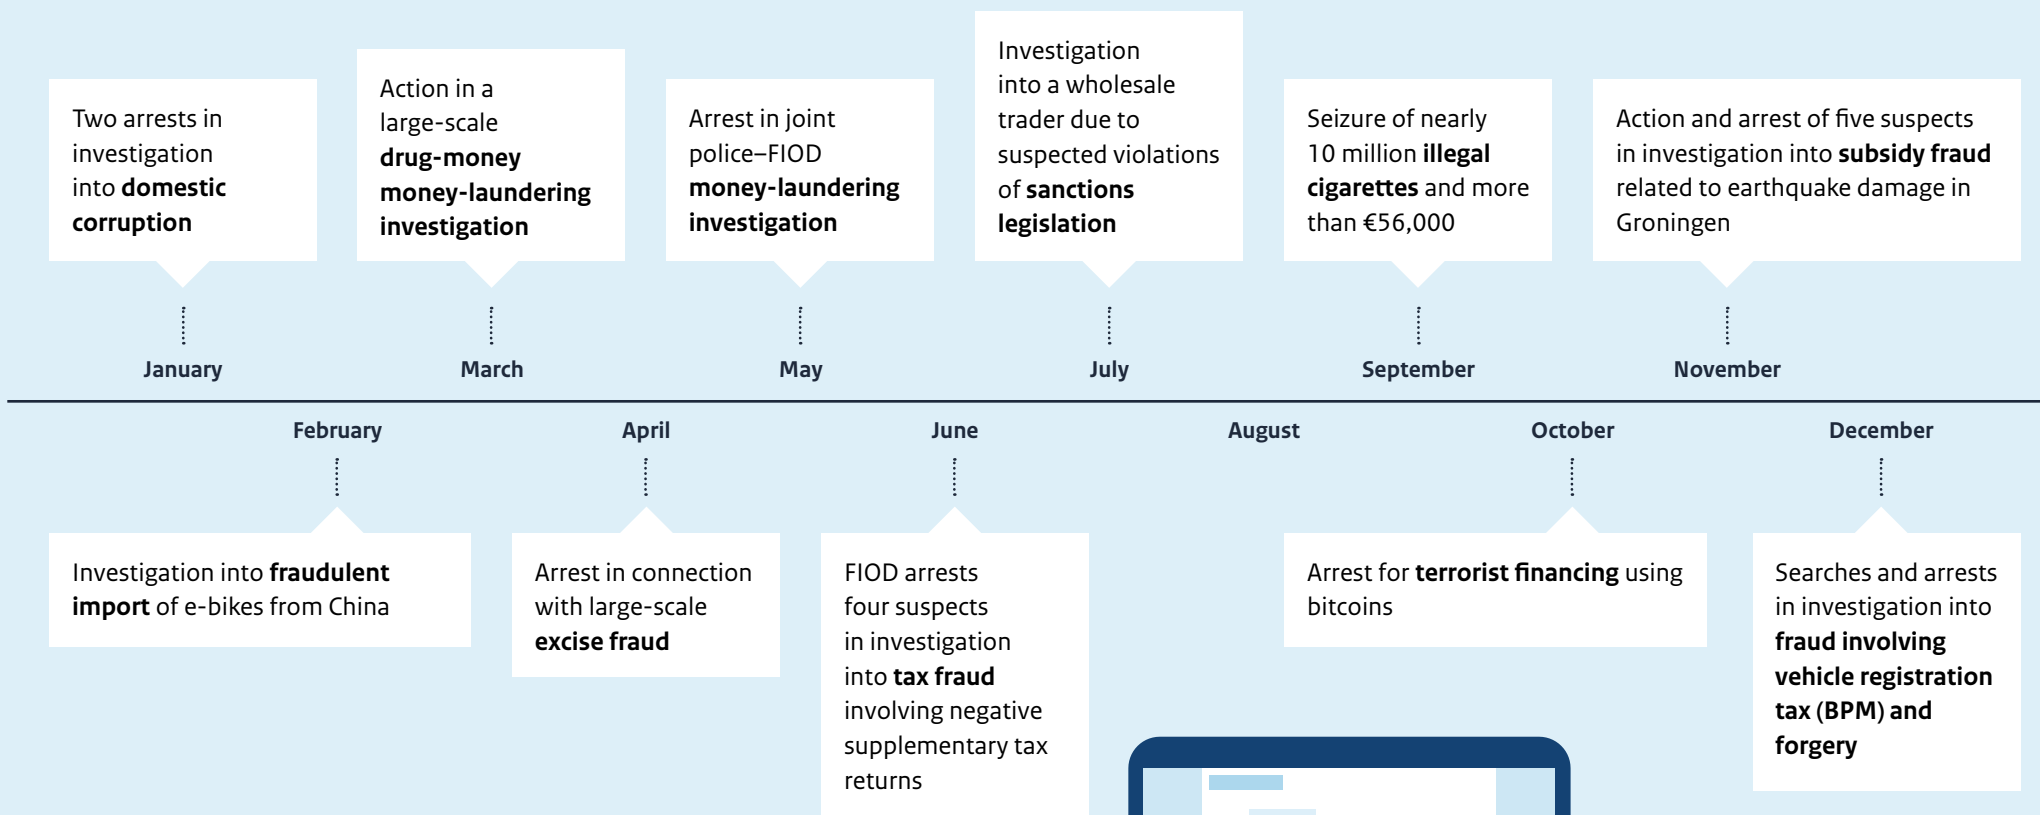 Two arrests in
investigation
into domestic
corruption
Action in a
large-scale
drug-money
money-laundering
investigation
Arrest in joint
police–FIOD
money-laundering
investigation
Investigation
into a wholesale
trader due to
suspected violations
of sanctions
legislation
Seizure of nearly
10 million illegal
cigarettes and more
than €56,000
Action and arrest of five suspects
in investigation into subsidy fraud
related to earthquake damage in
Groningen
January
March
May
July
September
November
February
April
June
August
October
December
Investigation into fraudulent
import of e-bikes from China
Arrest in connection
with large-scale
excise fraud
FIOD arrests
four suspects
in investigation
into tax fraud
involving negative
supplementary tax
returns
Arrest for terrorist financing using
bitcoins
Searches and arrests
in investigation into
fraud involving
vehicle registration
tax (BPM) and
forgery